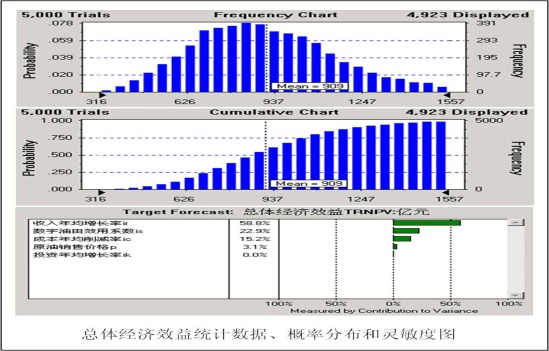 5,000 Trials Frequency Chart 4,923 Displayed
.078 391
.059 293
.039 195
.020 97.7
.000 0
Probability Frequency
Mean = 909
316 626 937 1247 1557
5,000 Trials Cumulative Chart 4,923 Displayed
1.000 5000
.750
.500
.250
.000 0
Probability Frequency
Mean = 909
316 626 937 1247 1557
Target Forecast: 总体经济效益TRNPV:亿元
收入年均增长率ir 58.8%
数字油田效用系数is 22.9%
成本年均削减率ic 15.2%
原油销售价格p 3.1%
投资年均增长率ik 0.0%
100% 50% 0% 50% 100%
Measured by Contribution to Variance
总体经济效益统计数据、概率分布和灵敏度图